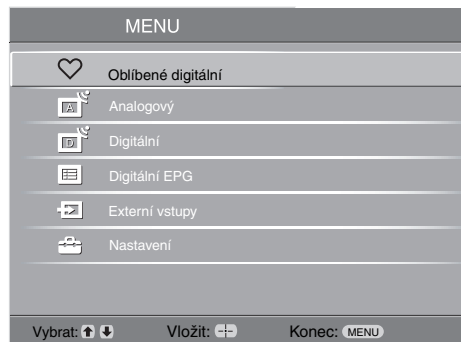 MENU
Oblíbené digitální
A Analogový
D Digitální
Digitální EPG
Externí vstupy
Nastavení
Vybrat: Vložit: Konec: MENU